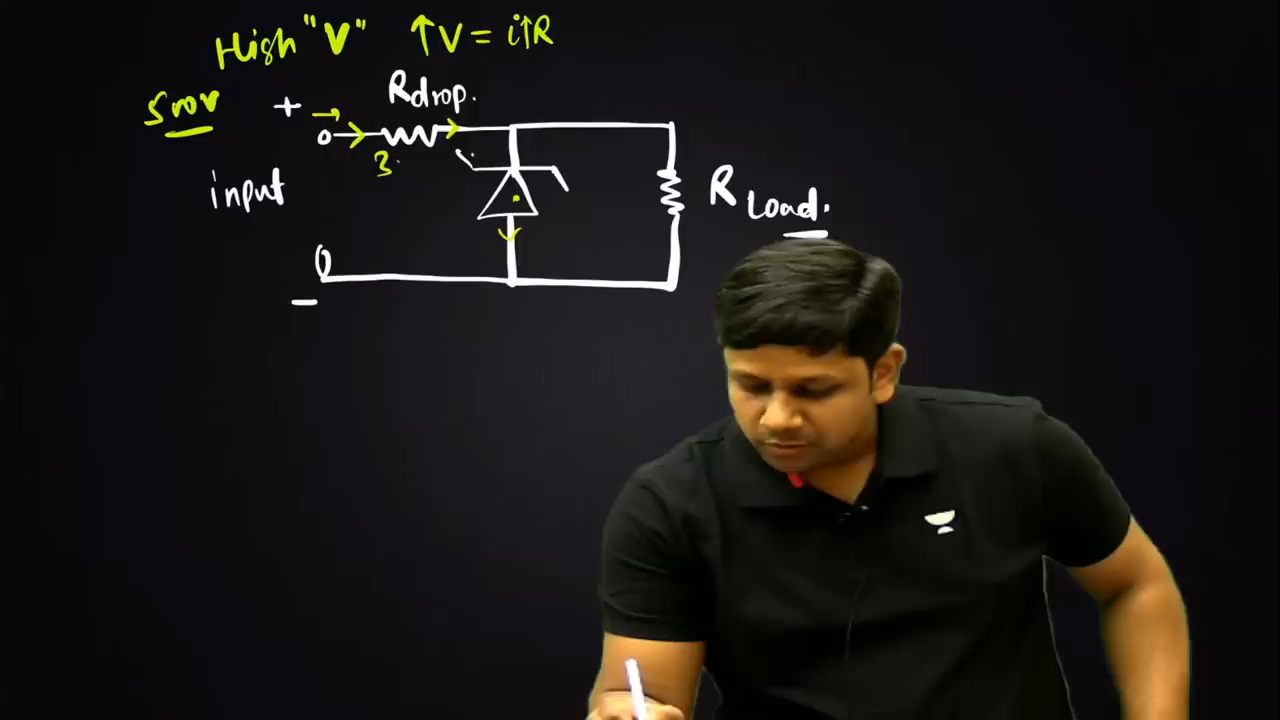 High "V" ↑V = i↑R
500V
+
Rdrop.
3.
input
R Load.
−